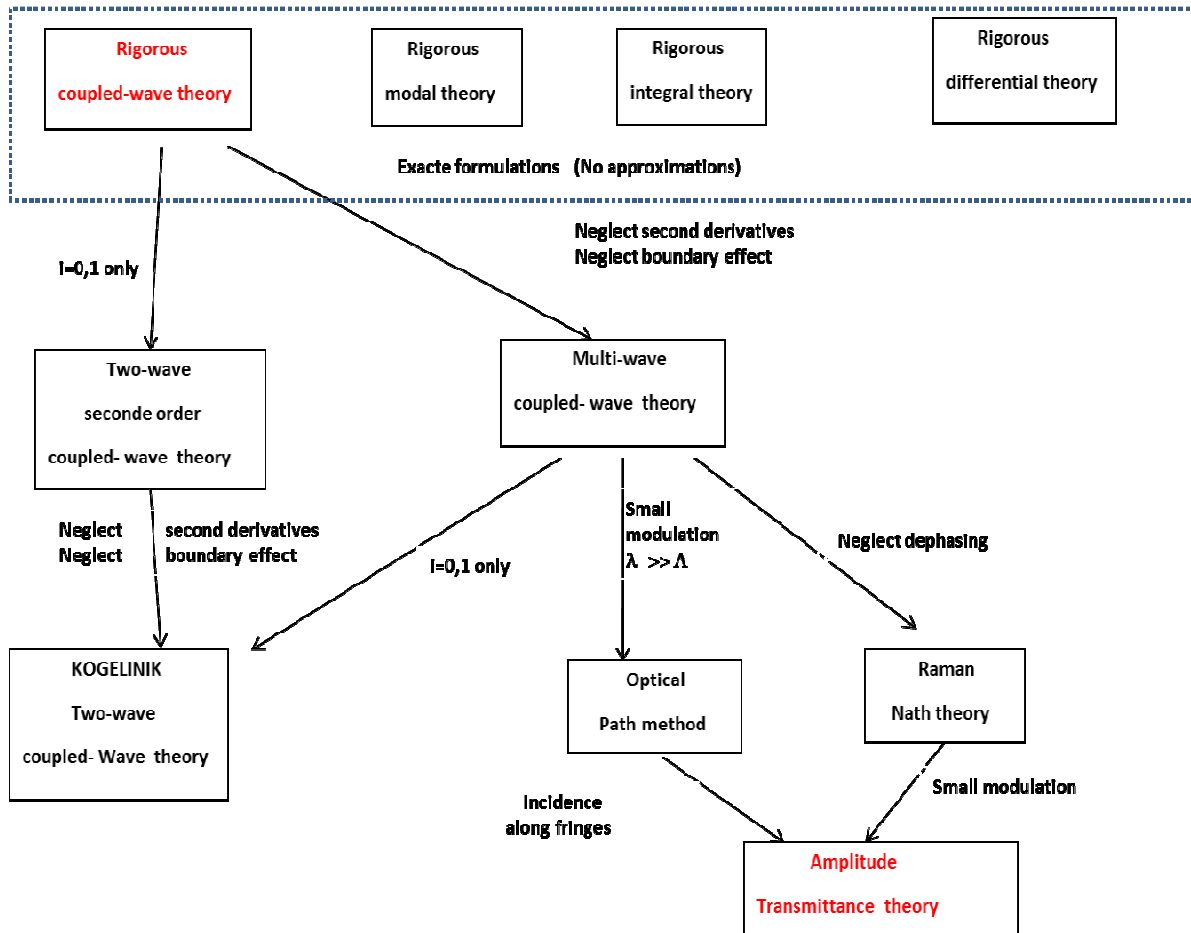 Rigorous
coupled-wave theory
Rigorous
modal theory
Rigorous
integral theory
Rigorous
differential theory
Exacte formulations (No approximations)
Neglect second derivatives
Neglect boundary effect
i=0,1 only
Two-wave
seconde order
coupled- wave theory
Multi-wave
coupled- wave theory
Neglect second derivatives
Neglect boundary effect
i=0,1 only
Small
modulation
λ >> Λ
Neglect dephasing
KOGELINIK
Two-wave
coupled- Wave theory
Optical
Path method
Raman
Nath theory
Incidence
along fringes
Small modulation
Amplitude
Transmittance theory